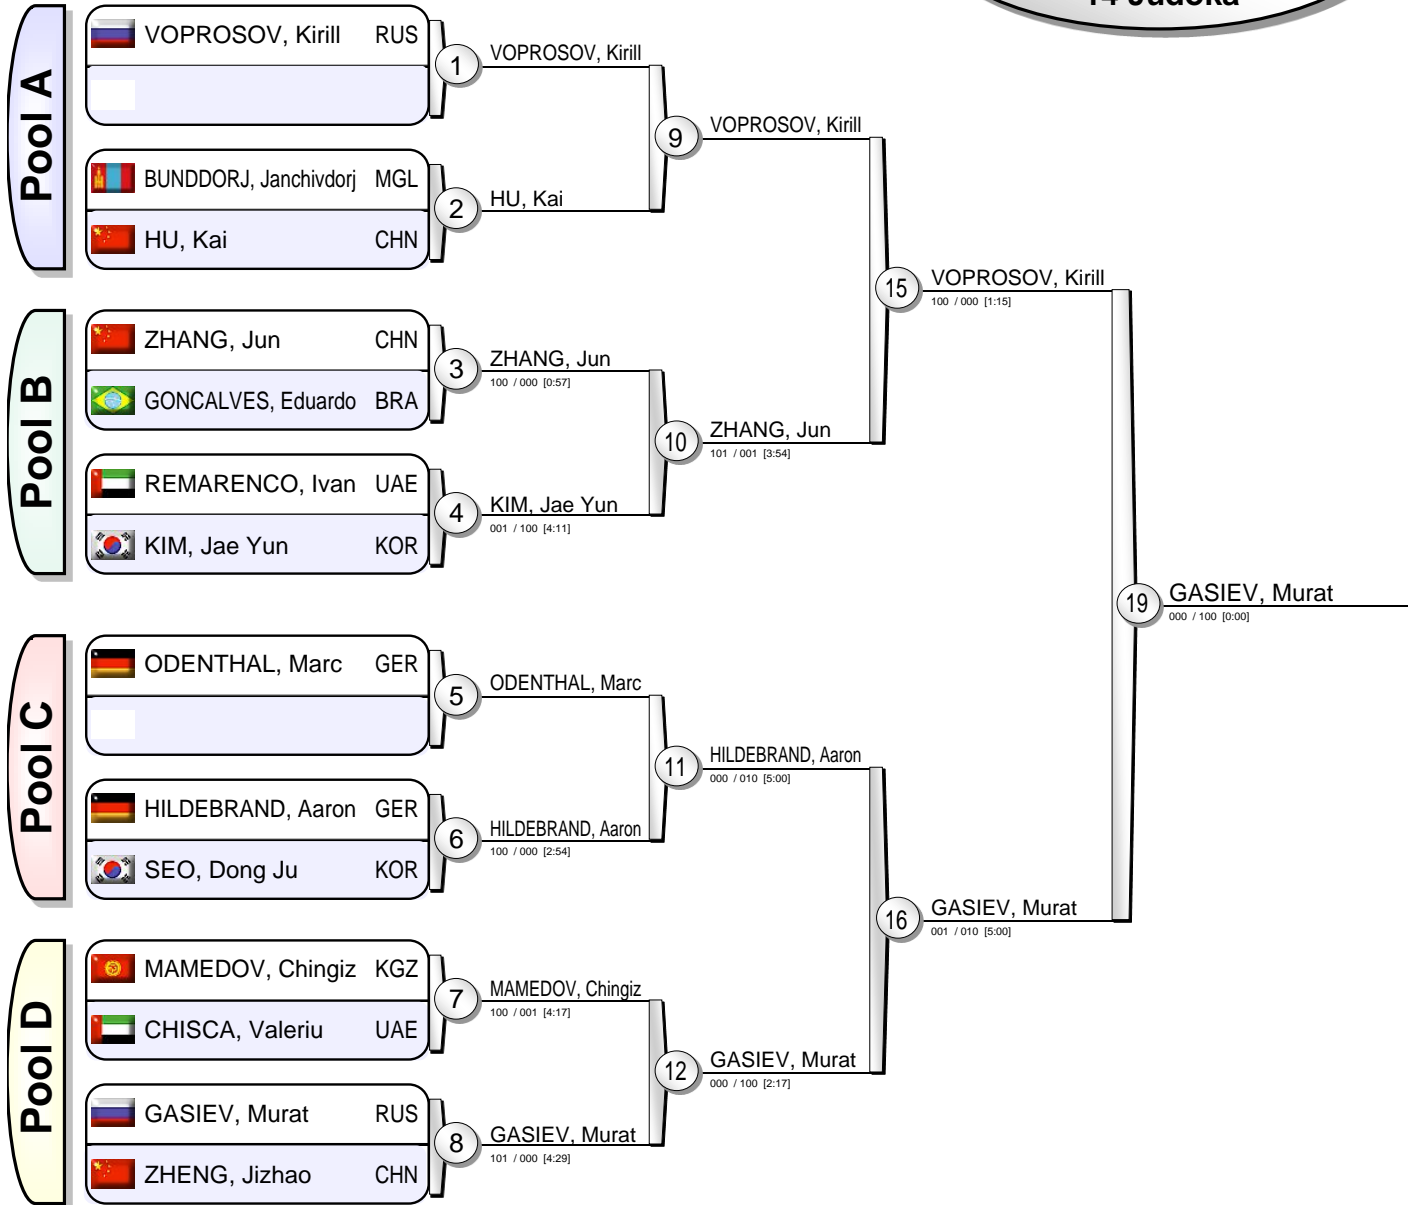 14 Judoka
Pool A
VOPROSOV, Kirill RUS
1
VOPROSOV, Kirill
BUNDDORJ, Janchivdorj MGL
HU, Kai CHN
2
HU, Kai
9
VOPROSOV, Kirill
Pool B
ZHANG, Jun CHN
GONCALVES, Eduardo BRA
3
ZHANG, Jun
100 / 000 [0:57]
REMARENCO, Ivan UAE
KIM, Jae Yun KOR
4
KIM, Jae Yun
001 / 100 [4:11]
10
ZHANG, Jun
101 / 001 [3:54]
15
VOPROSOV, Kirill
100 / 000 [1:15]
Pool C
ODENTHAL, Marc GER
5
ODENTHAL, Marc
HILDEBRAND, Aaron GER
SEO, Dong Ju KOR
6
HILDEBRAND, Aaron
100 / 000 [2:54]
11
HILDEBRAND, Aaron
000 / 010 [5:00]
Pool D
MAMEDOV, Chingiz KGZ
CHISCA, Valeriu UAE
7
MAMEDOV, Chingiz
100 / 001 [4:17]
GASIEV, Murat RUS
ZHENG, Jizhao CHN
8
GASIEV, Murat
101 / 000 [4:29]
12
GASIEV, Murat
000 / 100 [2:17]
16
GASIEV, Murat
001 / 010 [5:00]
19
GASIEV, Murat
000 / 100 [0:00]